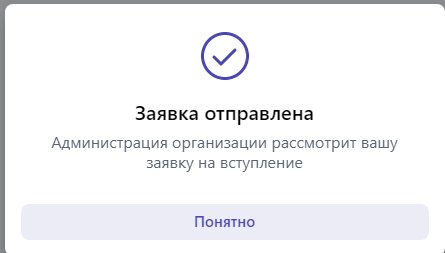 Заявка отправлена
Администрация организации рассмотрит вашу
заявку на вступление
Понятно